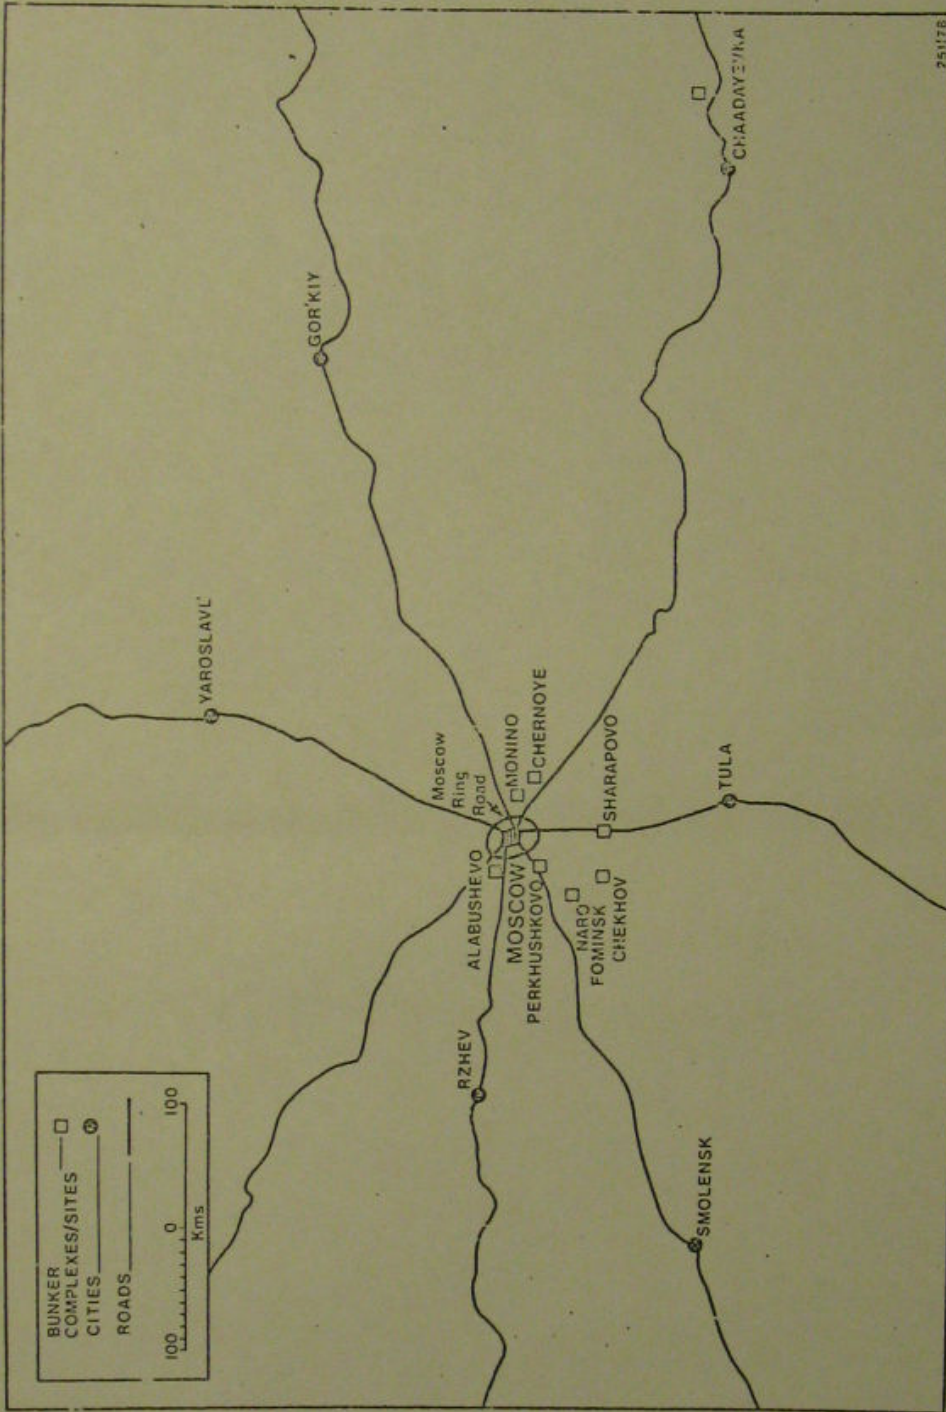 BUNKER
COMPLEXES/SITES
CITIES
ROADS
100 0 100
Kms
YAROSLAVL'
GOR'KIY
Moscow
Ring
Road
ALABUSHEVO
RZHEV
MOSCOW
MONINO
CHERNOYE
PERKHUSHKOVO
NARO
FOMINSK
CHEKHOV
SHARAPOVO
SMOLENSK
TULA
CHAADAYEVKA
251178